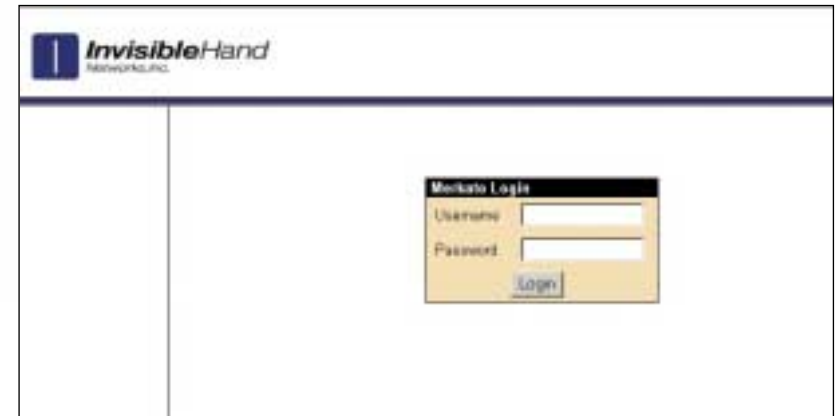 InvisibleHand
Networks, Inc.
Merkato Login
Username
Password
Login